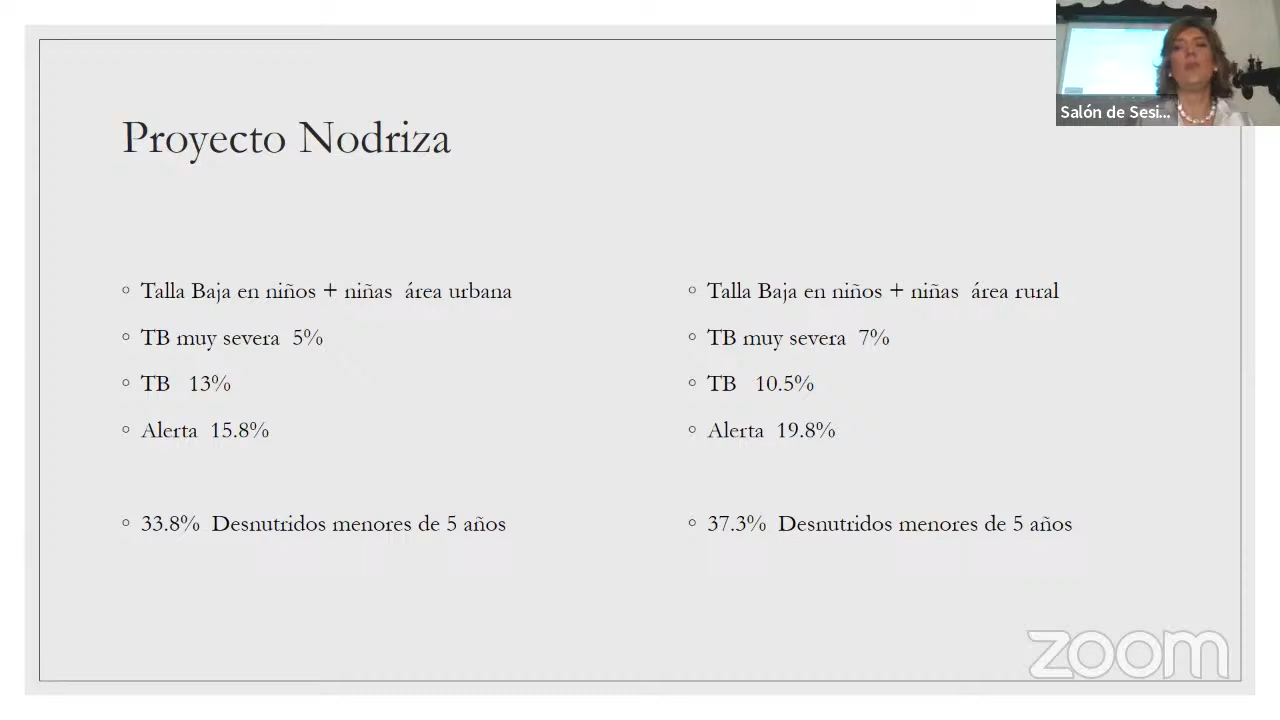 Proyecto Nodriza
Talla Baja en niños + niñas área urbana
TB muy severa 5%
TB 13%
Alerta 15.8%
33.8% Desnutridos menores de 5 años
Talla Baja en niños + niñas área rural
TB muy severa 7%
TB 10.5%
Alerta 19.8%
37.3% Desnutridos menores de 5 años
Salón de Sesi...
zoom